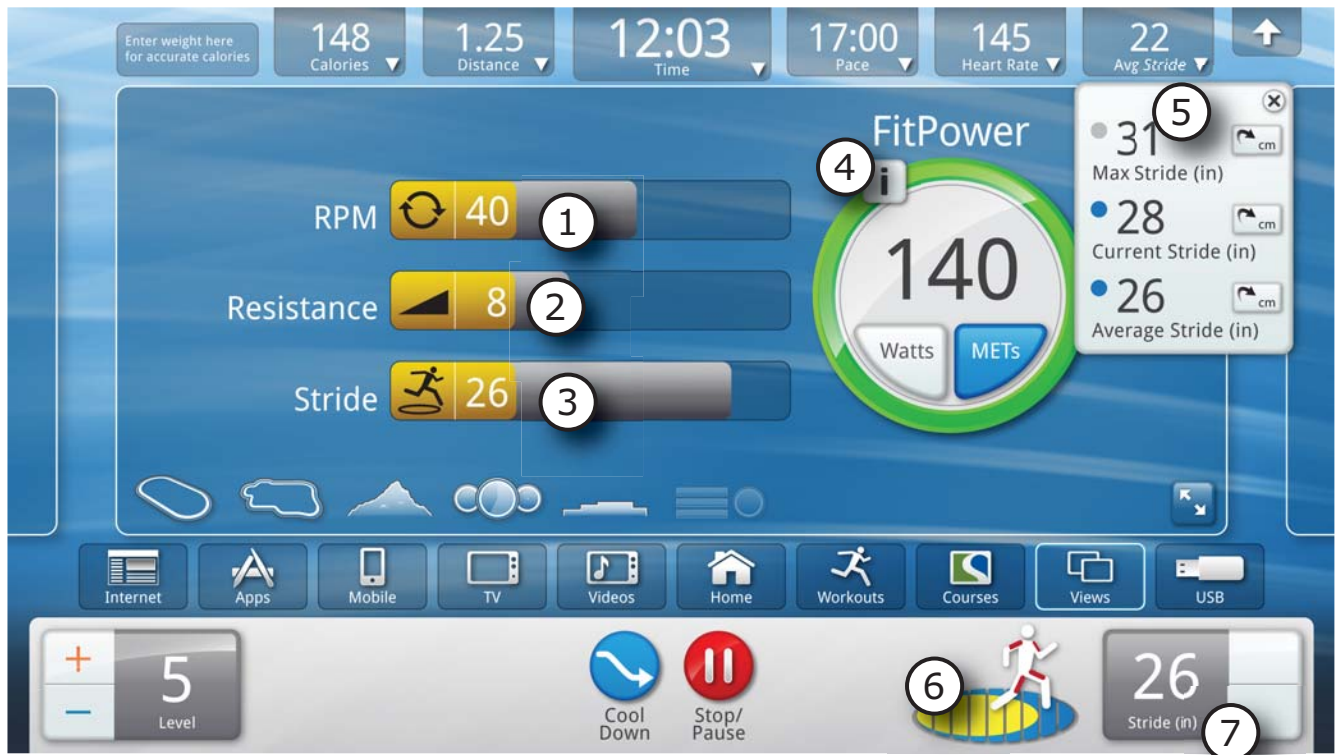 Enter weight here
for accurate calories
148
Calories
1.25
Distance
12:03
Time
17:00
Pace
145
Heart Rate
22
Avg Stride
5
31
cm
Max Stride (in)
28
cm
Current Stride (in)
26
cm
Average Stride (in)
FitPower
4
i
140
Watts
METs
RPM
40
1
Resistance
8
2
Stride
26
3
Internet
Apps
Mobile
TV
Videos
Home
Workouts
Courses
Views
USB
+
-
5
Level
Cool
Down
Stop/
Pause
6
26
Stride (in)
7